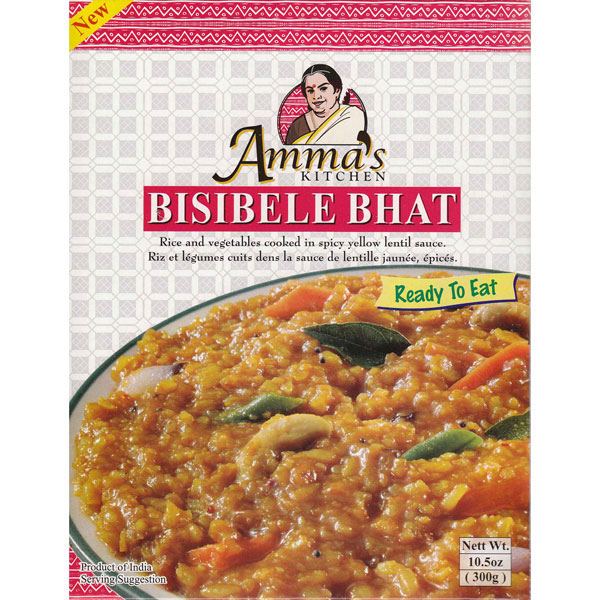 New
Amma's
KITCHEN
BISIBELE BHAT
Rice and vegetables cooked in spicy yellow lentil sauce.
Riz et légumes cuits dens la sauce de lentille jaunée, épicés.
Ready To Eat
Product of India
Serving Suggestion
Nett Wt.
10.5oz
( 300g )